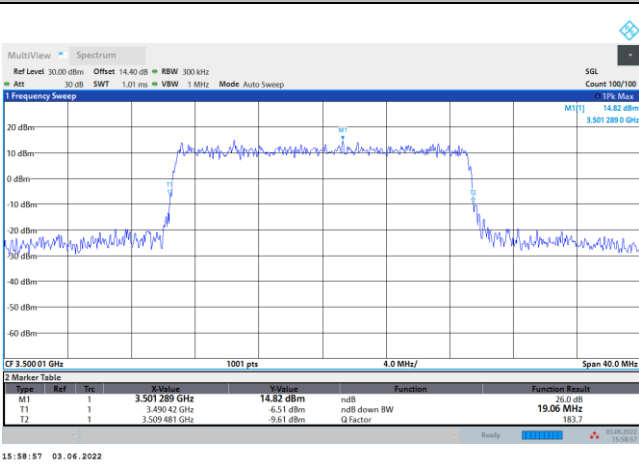 MultiView Spectrum
Ref Level 30.00 dBm Offset 14.40 dB RBW 300 kHz SGL
Att 30 dB SWT 1.01 ms VBW 1 MHz Mode Auto Sweep Count 100/100
1 Frequency Sweep 1Pk Max
M1[1] 14.82 dBm
3.501 289 0 GHz
20 dBm
M1
10 dBm
0 dBm
T1
T2
-10 dBm
-20 dBm
-30 dBm
-40 dBm
-50 dBm
-60 dBm
CF 3.500 01 GHz 1001 pts 4.0 MHz/ Span 40.0 MHz
2 Marker Table
Type Ref Trc X-Value Y-Value Function Function Result
M1 1 3.501 289 GHz 14.82 dBm ndB 26.0 dB
T1 1 3.490 42 GHz -6.51 dBm ndB down BW 19.06 MHz
T2 1 3.509 481 GHz -9.61 dBm Q Factor 183.7
Ready 03.06.2022
15:58:57
15:58:57 03.06.2022